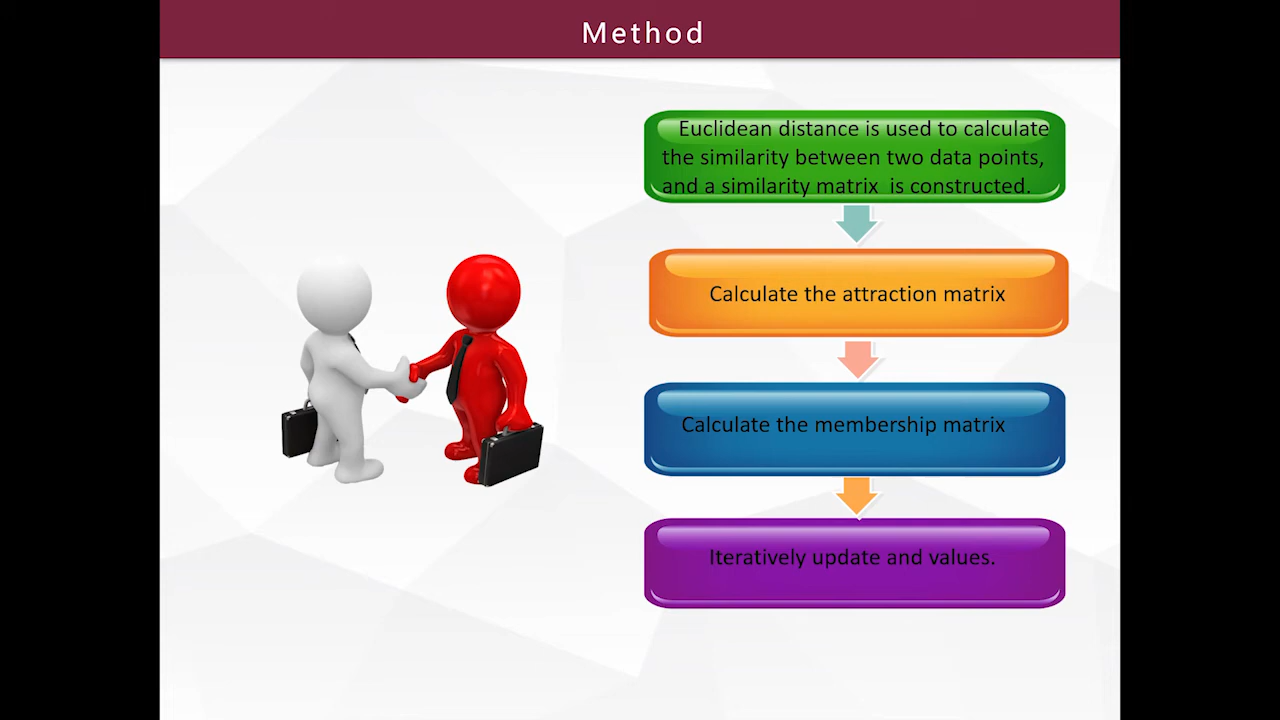 Method
Euclidean distance is used to calculate
the similarity between two data points,
and a similarity matrix is constructed.
Calculate the attraction matrix
Calculate the membership matrix
Iteratively update and values.